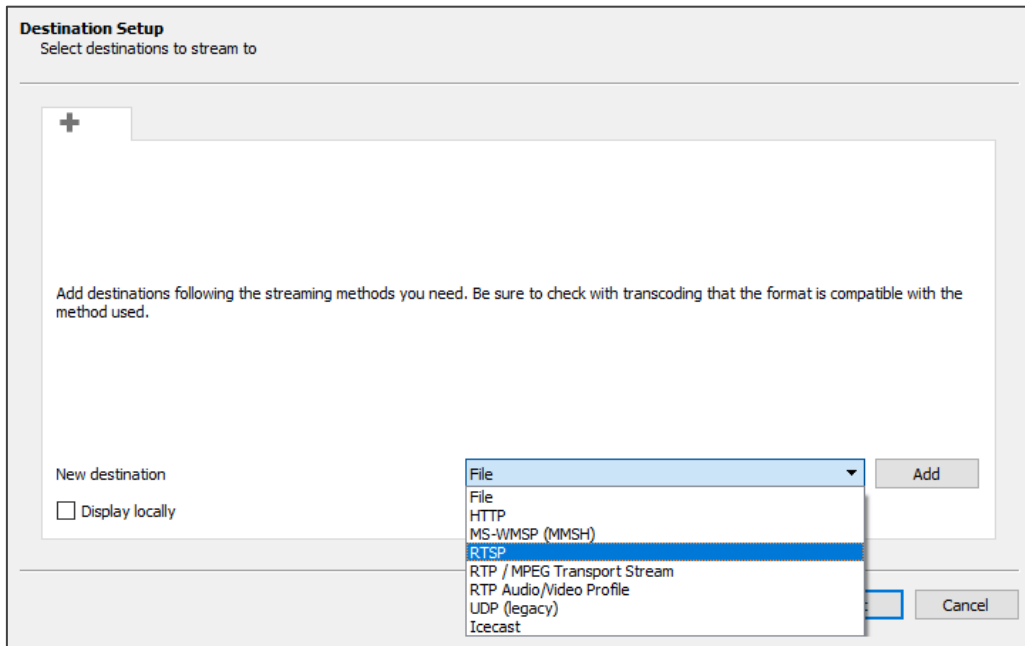 Destination Setup
Select destinations to stream to
Add destinations following the streaming methods you need. Be sure to check with transcoding that the format is compatible with the
method used.
New destination
File
Add
Display locally
File
HTTP
MS-WMSP (MMSH)
RTSP
RTP / MPEG Transport Stream
RTP Audio/Video Profile
UDP (legacy)
Icecast
Cancel